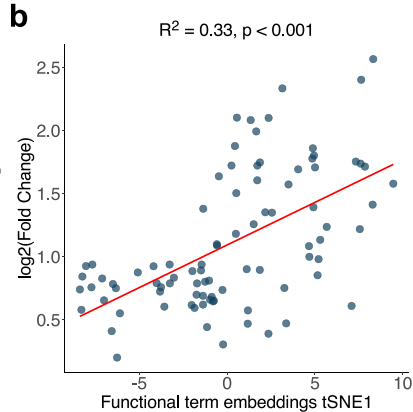 b
R² = 0.33, p < 0.001
log2(Fold Change)
2.5
2.0
1.5
1.0
0.5
-5 0 5 10
Functional term embeddings tSNE1